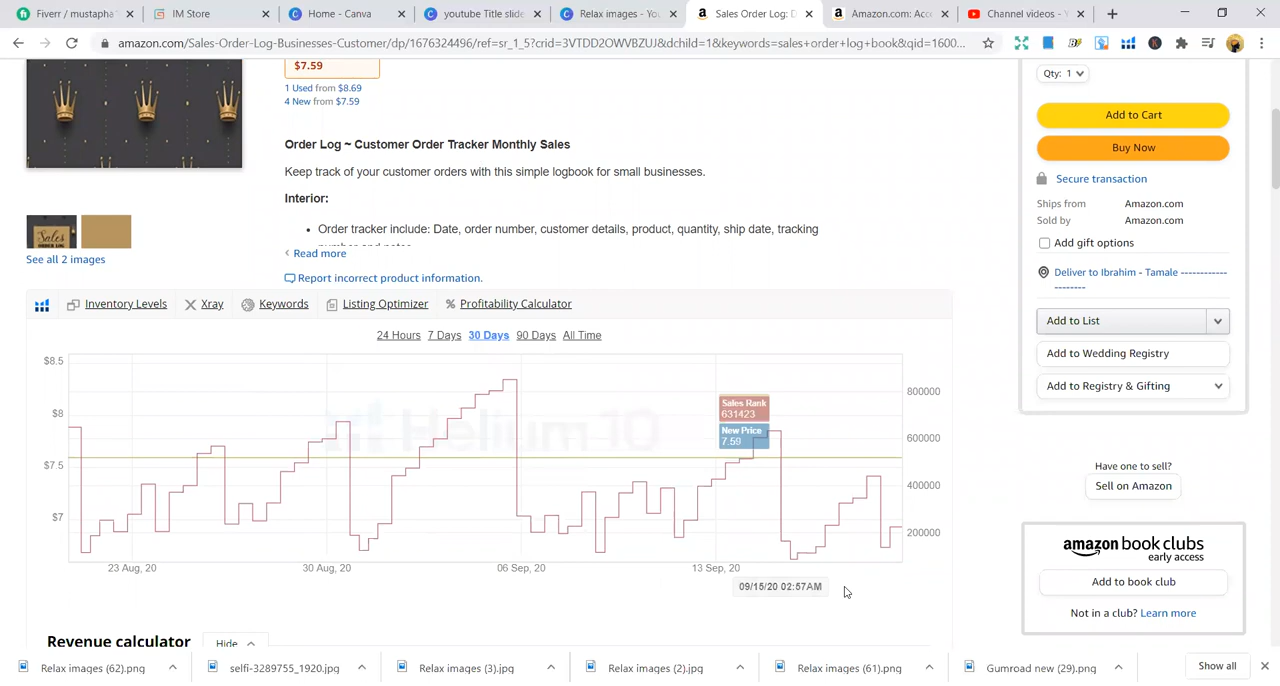 Fiverr / mustapha
IM Store
Home - Canva
youtube Title slide
Relax images - You
Sales Order Log: D
Amazon.com: Acc
Channel videos - Y
amazon.com/Sales-Order-Log-Businesses-Customer/dp/1676324496/ref=sr_1_5?crid=3VTDD2OWVBZUJ&dchild=1&keywords=sales+order+log+book&qid=1600...
$7.59
1 Used from $8.69
4 New from $7.59
Order Log ~ Customer Order Tracker Monthly Sales
Keep track of your customer orders with this simple logbook for small businesses.
Interior:
• Order tracker include: Date, order number, customer details, product, quantity, ship date, tracking
number and notes
Read more
Report incorrect product information.
Sales
ORDER LOG
See all 2 images
Qty: 1
Add to Cart
Buy Now
Secure transaction
Ships from Amazon.com
Sold by Amazon.com
Add gift options
Deliver to Ibrahim - Tamale ------------
--------
Add to List
Add to Wedding Registry
Add to Registry & Gifting
Have one to sell?
Sell on Amazon
amazon book clubs
early access
Add to book club
Not in a club? Learn more
Inventory Levels
Xray
Keywords
Listing Optimizer
Profitability Calculator
24 Hours 7 Days 30 Days 90 Days All Time
$8.5
$8
$7.5
$7
800000
600000
400000
200000
Helium 10
Sales Rank
631423
New Price
7.59
23 Aug, 20
30 Aug, 20
06 Sep, 20
13 Sep, 20
09/15/20 02:57AM
Revenue calculator
Hide
Relax images (62).png
selfi-3289755_1920.jpg
Relax images (3).jpg
Relax images (2).jpg
Relax images (61).png
Gumroad new (29).png
Show all